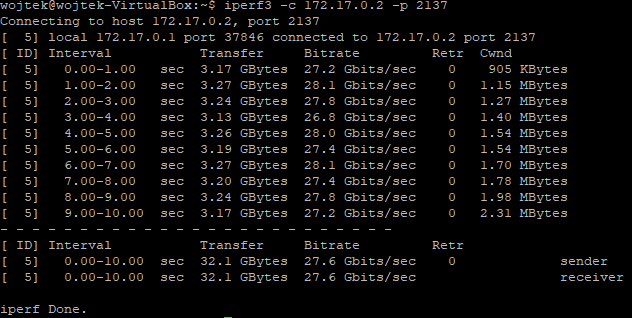 wojtek@wojtek-VirtualBox:~$ iperf3 -c 172.17.0.2 -p 2137
Connecting to host 172.17.0.2, port 2137
[  5] local 172.17.0.1 port 37846 connected to 172.17.0.2 port 2137
[ ID] Interval           Transfer     Bitrate         Retr  Cwnd
[  5]   0.00-1.00   sec  3.17 GBytes  27.2 Gbits/sec    0    905 KBytes
[  5]   1.00-2.00   sec  3.27 GBytes  28.1 Gbits/sec    0   1.15 MBytes
[  5]   2.00-3.00   sec  3.24 GBytes  27.8 Gbits/sec    0   1.27 MBytes
[  5]   3.00-4.00   sec  3.13 GBytes  26.8 Gbits/sec    0   1.40 MBytes
[  5]   4.00-5.00   sec  3.26 GBytes  28.0 Gbits/sec    0   1.54 MBytes
[  5]   5.00-6.00   sec  3.19 GBytes  27.4 Gbits/sec    0   1.54 MBytes
[  5]   6.00-7.00   sec  3.27 GBytes  28.1 Gbits/sec    0   1.70 MBytes
[  5]   7.00-8.00   sec  3.20 GBytes  27.4 Gbits/sec    0   1.78 MBytes
[  5]   8.00-9.00   sec  3.24 GBytes  27.8 Gbits/sec    0   1.98 MBytes
[  5]   9.00-10.00  sec  3.17 GBytes  27.2 Gbits/sec    0   2.31 MBytes
- - - - - - - - - - - - - - - - - - - - - - - - -
[ ID] Interval           Transfer     Bitrate         Retr
[  5]   0.00-10.00  sec  32.1 GBytes  27.6 Gbits/sec    0             sender
[  5]   0.00-10.00  sec  32.1 GBytes  27.6 Gbits/sec                  receiver

iperf Done.